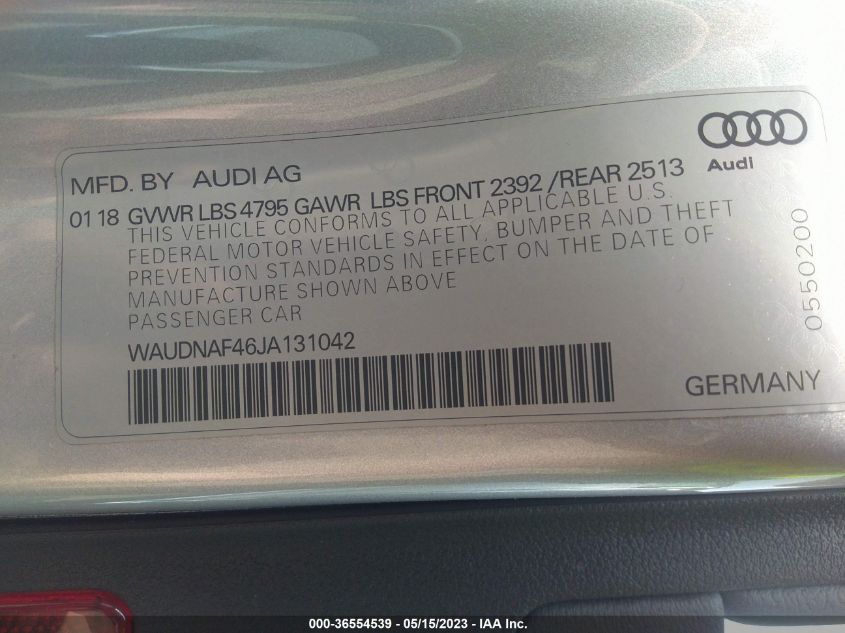 MFD. BY AUDI AG
Audi
01 18 GVWR LBS 4795 GAWR LBS FRONT 2392 /REAR 2513
THIS VEHICLE CONFORMS TO ALL APPLICABLE U.S.
FEDERAL MOTOR VEHICLE SAFETY, BUMPER AND THEFT
PREVENTION STANDARDS IN EFFECT ON THE DATE OF
MANUFACTURE SHOWN ABOVE
PASSENGER CAR
0550200
WAUDNAF46JA131042
GERMANY
000-36554539 - 05/15/2023 - IAA Inc.